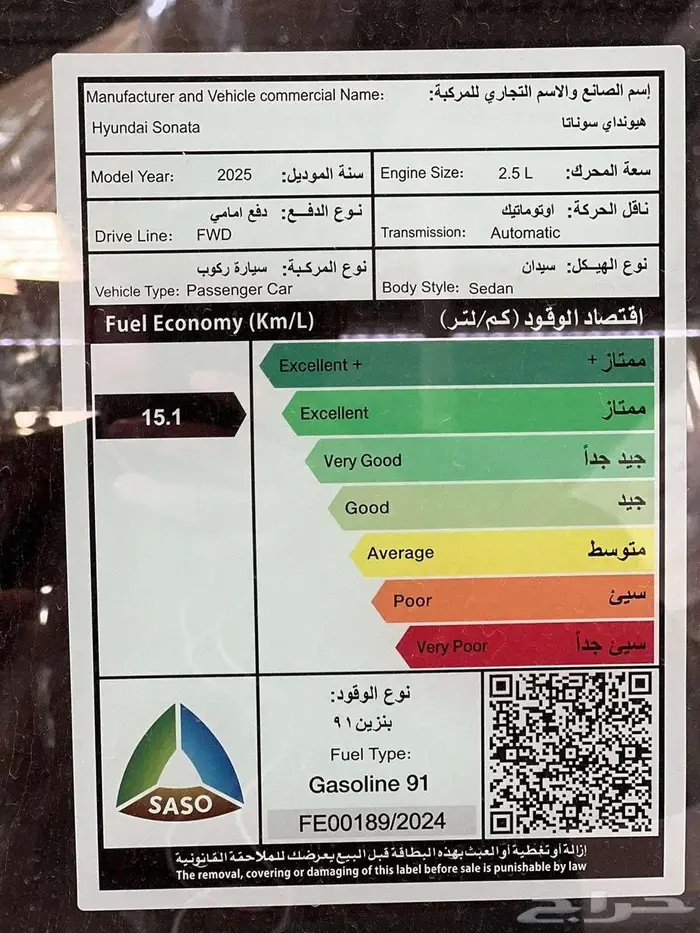 Manufacturer and Vehicle commercial Name: إسم الصانع والاسم التجاري للمركبة:
Hyundai Sonata هيونداي سوناتا
Model Year: 2025 سنة الموديل:
Engine Size: 2.5 L سعة المحرك:
نوع الدفع: دفع امامي
Drive Line: FWD
ناقل الحركة: اوتوماتيك
Transmission: Automatic
نوع المركبة: سيارة ركوب
Vehicle Type: Passenger Car
نوع الهيكل: سيدان
Body Style: Sedan
Fuel Economy (Km/L) اقتصاد الوقود (كم/لتر)
Excellent + ممتاز +
15.1
Excellent ممتاز
Very Good جيد جداً
Good جيد
Average متوسط
Poor سيئ
Very Poor سيئ جداً
SASO
نوع الوقود:
بنزين ٩١
Fuel Type:
Gasoline 91
FE00189/2024
إزالة أو تغطية أو العبث بهذه البطاقة قبل البيع يعرضك للملاحقة القانونية
The removal, covering or damaging of this label before sale is punishable by law
حراج